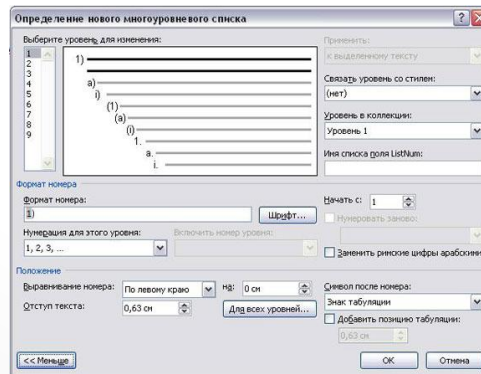 Определение нового многоуровневого списка
Выберите уровень для изменения:
1
2
3
4
5
6
7
8
9
1)
a)
i)
(1)
(a)
(i)
1.
a.
i.
Применить:
к выделенному тексту
Связать уровень со стилем:
(нет)
Уровень в коллекции:
Уровень 1
Имя списка поля ListNum:
Формат номера
Формат номера:
1)
Шрифт...
Нумерация для этого уровня:
1, 2, 3, ...
Включить номер уровня:
Начать с:
1
Нумеровать заново:
Заменить римские цифры арабскими
Положение
Выравнивание номера:
По левому краю
на:
0 см
Отступ текста:
0,63 см
Для всех уровней...
Символ после номера:
Знак табуляции
Добавить позицию табуляции:
0,63 см
<< Меньше
ОК
Отмена